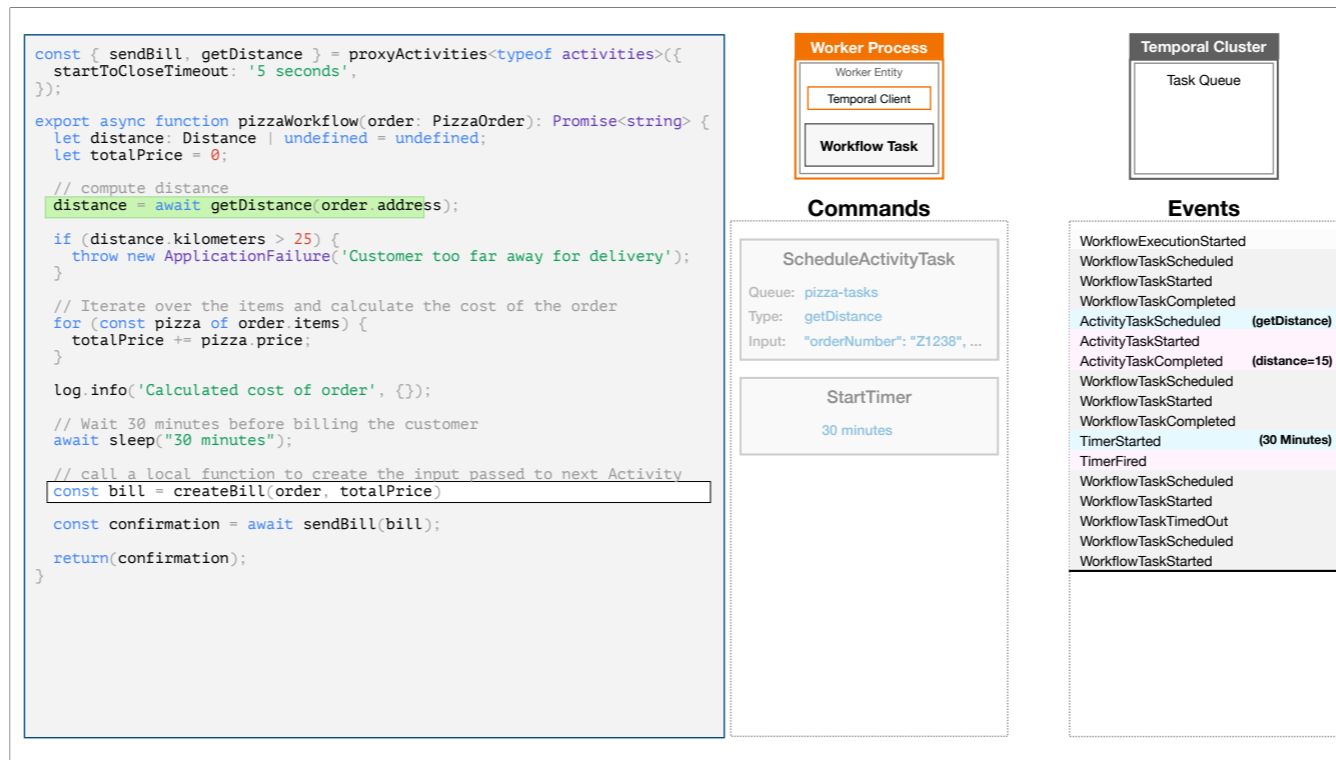 const { sendBill, getDistance } = proxyActivities<typeof activities>({
  startToCloseTimeout: '5 seconds',
});
export async function pizzaWorkflow(order: PizzaOrder): Promise<string> {
  let distance: Distance | undefined = undefined;
  let totalPrice = 0;
  // compute distance
  distance = await getDistance(order.address);
  if (distance.kilometers > 25) {
    throw new ApplicationFailure('Customer too far away for delivery');
  }
  // Iterate over the items and calculate the cost of the order
  for (const pizza of order.items) {
    totalPrice += pizza.price;
  }
  log.info('Calculated cost of order', {});
  // Wait 30 minutes before billing the customer
  await sleep("30 minutes");
  // call a local function to create the input passed to next Activity
  const bill = createBill(order, totalPrice)
  const confirmation = await sendBill(bill);
  return(confirmation);
}
Worker Process
Worker Entity
Temporal Client
Workflow Task
Commands
ScheduleActivityTask
Queue: pizza-tasks
Type: getDistance
Input: "orderNumber": "Z1238", ...
StartTimer
30 minutes
Temporal Cluster
Task Queue
Events
WorkflowExecutionStarted
WorkflowTaskScheduled
WorkflowTaskStarted
WorkflowTaskCompleted
ActivityTaskScheduled (getDistance)
ActivityTaskStarted
ActivityTaskCompleted (distance=15)
WorkflowTaskScheduled
WorkflowTaskStarted
WorkflowTaskCompleted
TimerStarted (30 Minutes)
TimerFired
WorkflowTaskScheduled
WorkflowTaskStarted
WorkflowTaskTimedOut
WorkflowTaskScheduled
WorkflowTaskStarted